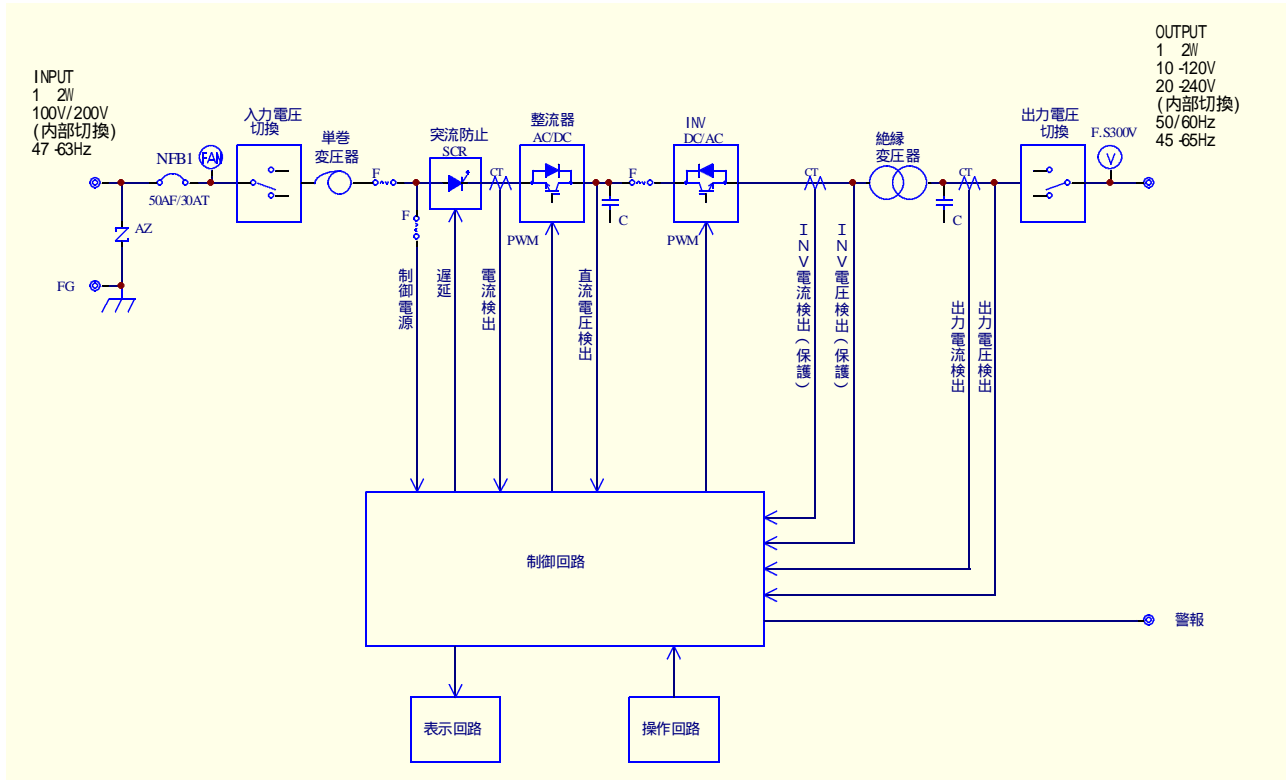 INPUT
1 2W
100V/200V
(内部切換)
47-63Hz
NFB1
FAN
50AF/30AT
AZ
FG
入力電圧
切換
単巻
変圧器
F
F
突流防止
SCR
CT
整流器
AC/DC
PWM
F
C
INV
DC/AC
PWM
CT
絶縁
変圧器
CT
C
出力電圧
切換
F.S300V
V
OUTPUT
1 2W
10-120V
20-240V
(内部切換)
50/60Hz
45-65Hz
制御電源
遅延
電流検出
直流電圧検出
INV電流検出(保護)
INV電圧検出(保護)
出力電流検出
出力電圧検出
制御回路
警報
表示回路
操作回路